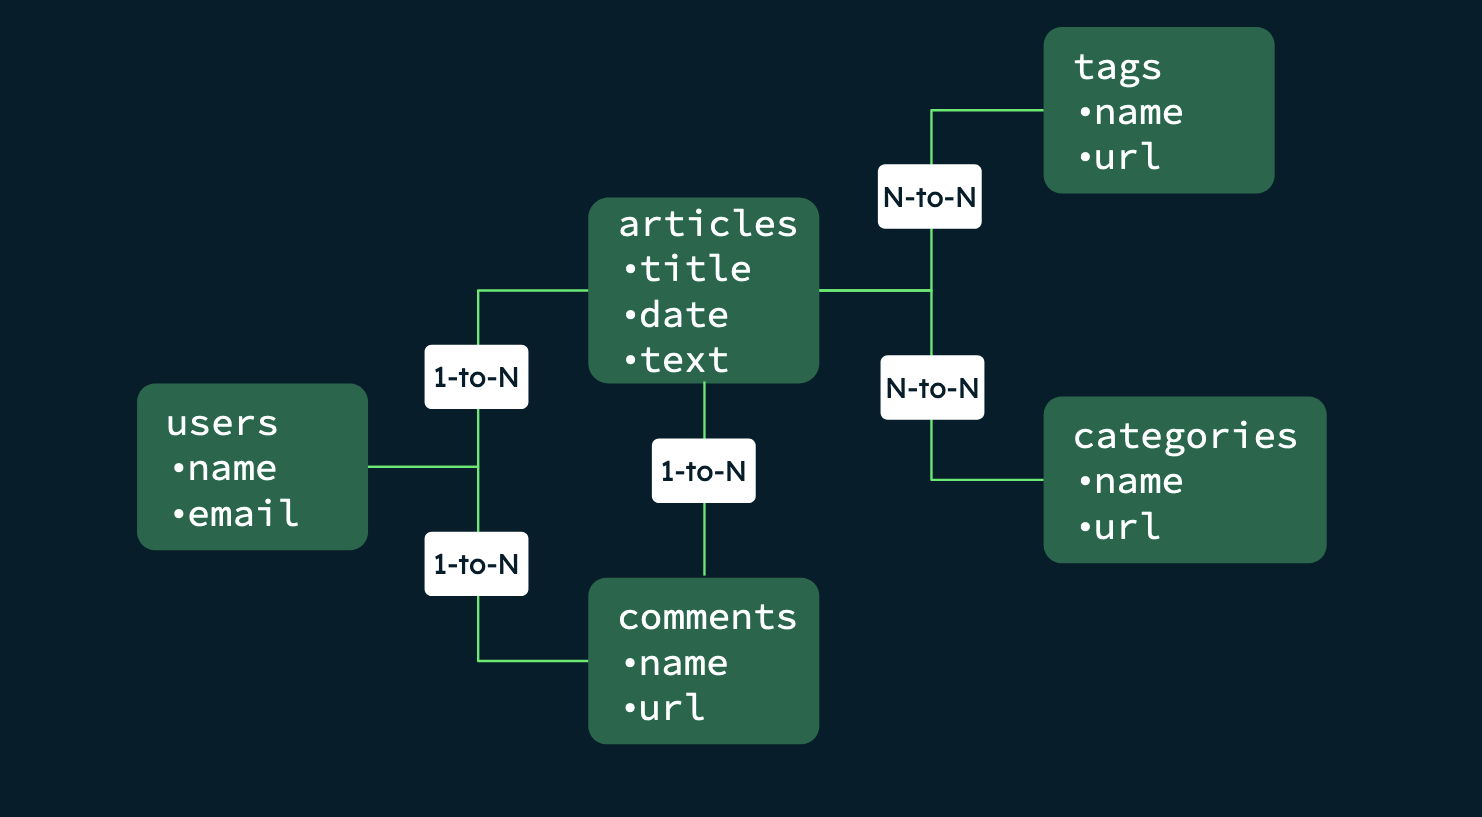 tags
•name
•url
N-to-N
articles
•title
•date
•text
1-to-N
N-to-N
users
•name
•email
categories
•name
•url
1-to-N
1-to-N
comments
•name
•url